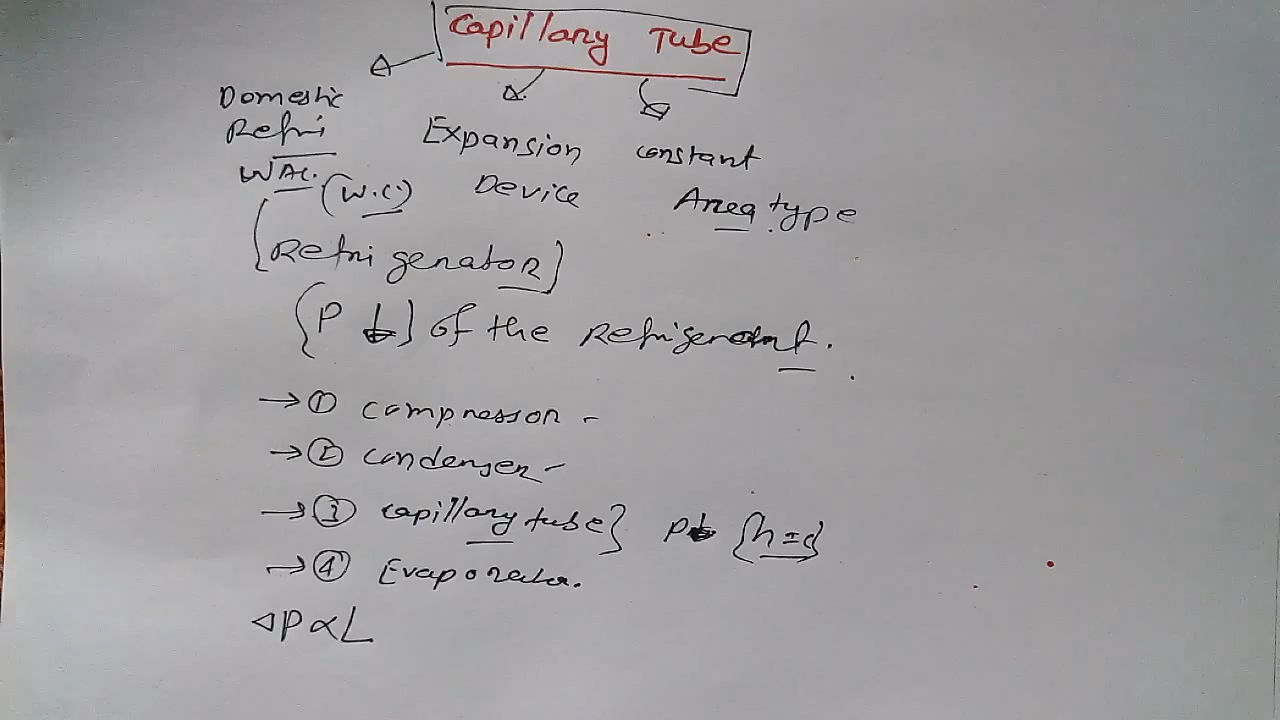 Capillary Tube
Domestic
Refri
WAC. (W.C.)
Expansion
Device
constant
Area type
[Refrigerator]
{P ↓} of the Refrigerant.
→ ① compressor -
→ ② condenser -
→ ③ capillary tube} P↓ {h=c}
→ ④ Evaporator.
△P∝L